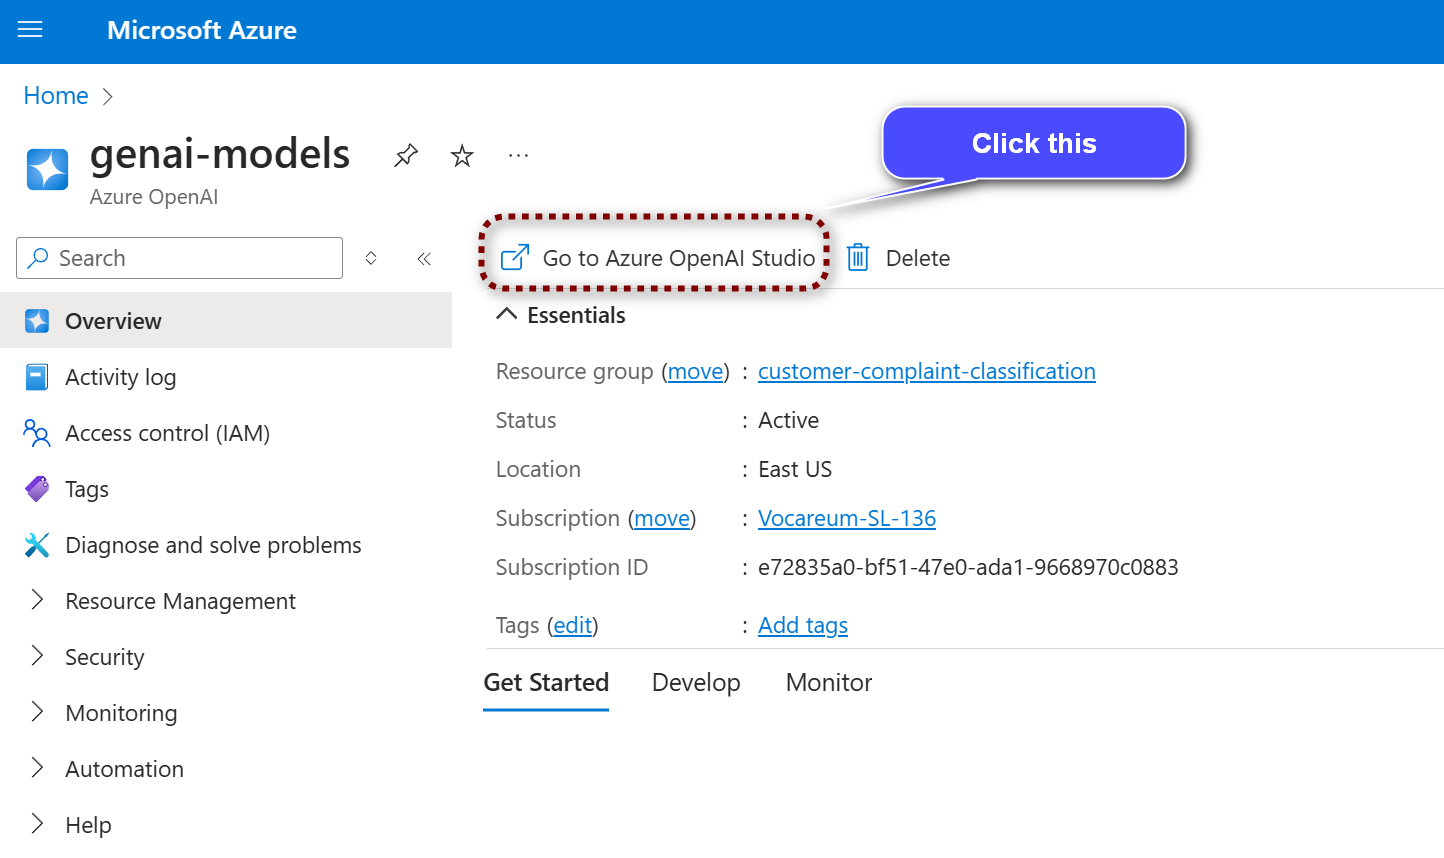 Microsoft Azure
Home
genai-models
Azure OpenAI
Click this
Search
Go to Azure OpenAI Studio
Delete
Overview
Activity log
Access control (IAM)
Tags
Diagnose and solve problems
Resource Management
Security
Monitoring
Automation
Help
Essentials
Resource group (move) : customer-complaint-classification
Status : Active
Location : East US
Subscription (move) : Vocareum-SL-136
Subscription ID : e72835a0-bf51-47e0-ada1-9668970c0883
Tags (edit) : Add tags
Get Started Develop Monitor